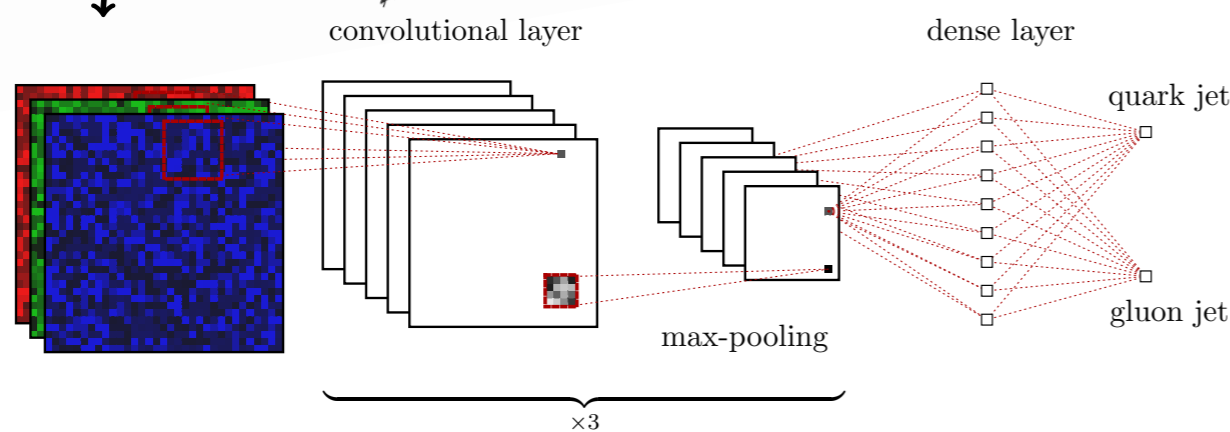 convolutional layer
dense layer
quark jet
gluon jet
max-pooling
×3